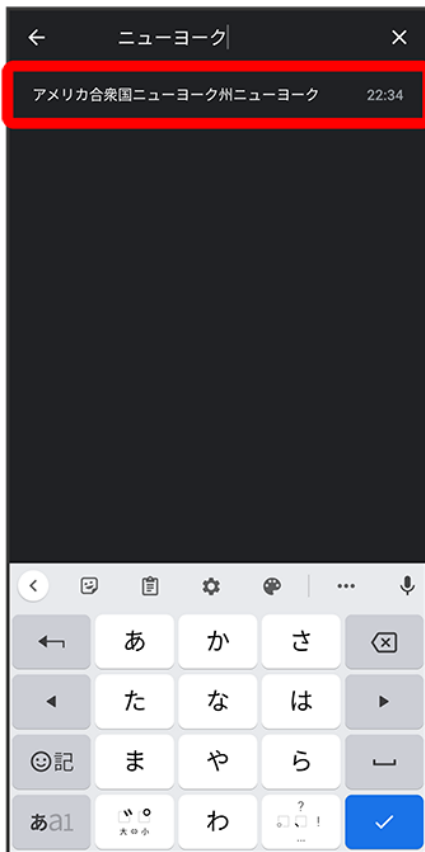 ニューヨーク
アメリカ合衆国ニューヨーク州ニューヨーク 22:34
あ か さ
た な は
記 ま や ら
あa1 大⇔小 わ 。、?!…